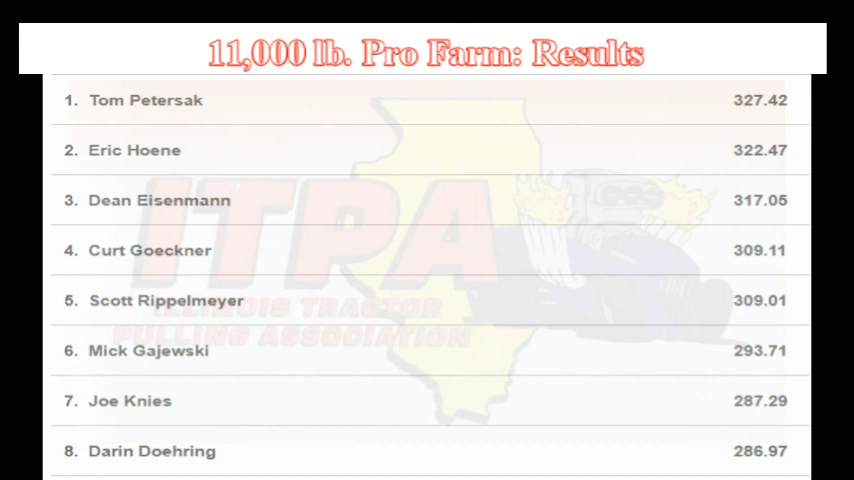 11,000 lb. Pro Farm: Results
1. Tom Petersak 327.42
2. Eric Hoene 322.47
3. Dean Eisenmann 317.05
4. Curt Goeckner 309.11
5. Scott Rippelmeyer 309.01
6. Mick Gajewski 293.71
7. Joe Knies 287.29
8. Darin Doehring 286.97
ITPA
ILLINOIS TRACTOR
PULLING ASSOCIATION